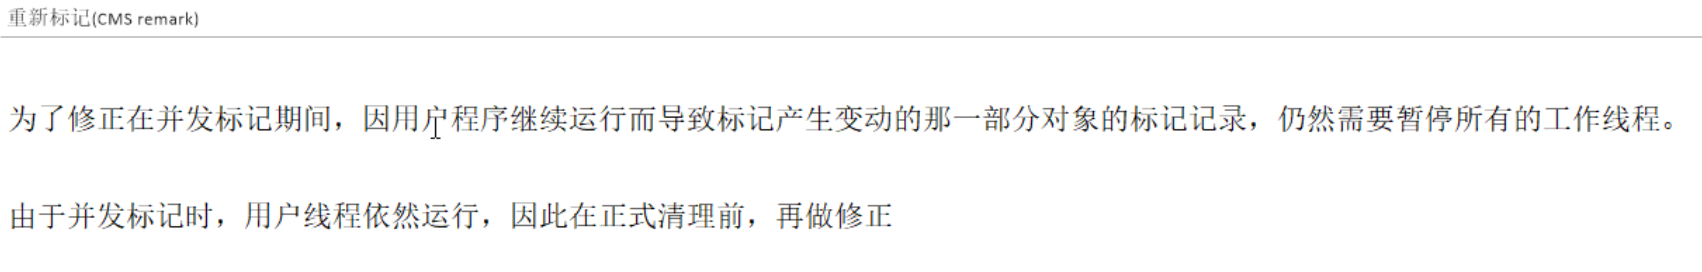 重新标记(CMS remark)
为了修正在并发标记期间，因用户程序继续运行而导致标记产生变动的那一部分对象的标记记录，仍然需要暂停所有的工作线程。
由于并发标记时，用户线程依然运行，因此在正式清理前，再做修正